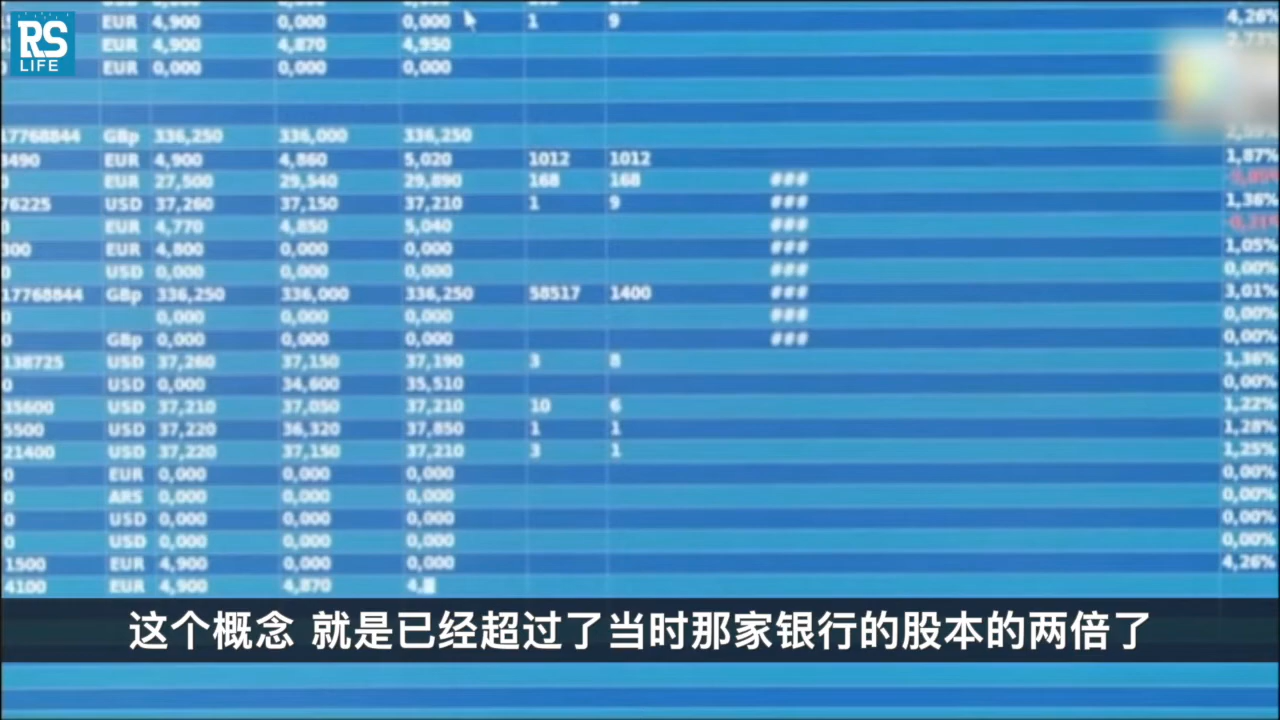 RS
LIFE
EUR 4,900 0,000 0,000 1 9 4,26%
EUR 4,900 4,870 4,950 2,73%
EUR 0,000 0,000 0,000
17768844 GBp 336,250 336,000 336,250
3490 EUR 4,900 4,860 5,020 1012 1012 1,87%
0 EUR 27,500 29,540 29,890 168 168 ###
76225 USD 37,260 37,150 37,210 1 9 ### 1,36%
0 EUR 4,770 4,850 5,040 ###
300 EUR 4,800 0,000 0,000 ### 1,05%
0 USD 0,000 0,000 0,000 ### 0,00%
17768844 GBp 336,250 336,000 336,250 58517 1400 ### 3,01%
0 0,000 0,000 0,000 ### 0,00%
0 GBp 0,000 0,000 0,000 ### 0,00%
138725 USD 37,260 37,150 37,190 3 8 1,36%
0 USD 0,000 34,600 35,510 0,00%
35600 USD 37,210 37,050 37,210 10 6 1,22%
5500 USD 37,220 36,320 37,850 1 1 1,28%
21400 USD 37,220 37,150 37,210 3 1 1,25%
0 EUR 0,000 0,000 0,000 0,00%
0 ARS 0,000 0,000 0,000 0,00%
0 USD 0,000 0,000 0,000 0,00%
0 USD 0,000 0,000 0,000 0,00%
1500 EUR 4,900 0,000 0,000 4,26%
4100 EUR 4,900 4,870
这个概念 就是已经超过了当时那家银行的股本的两倍了